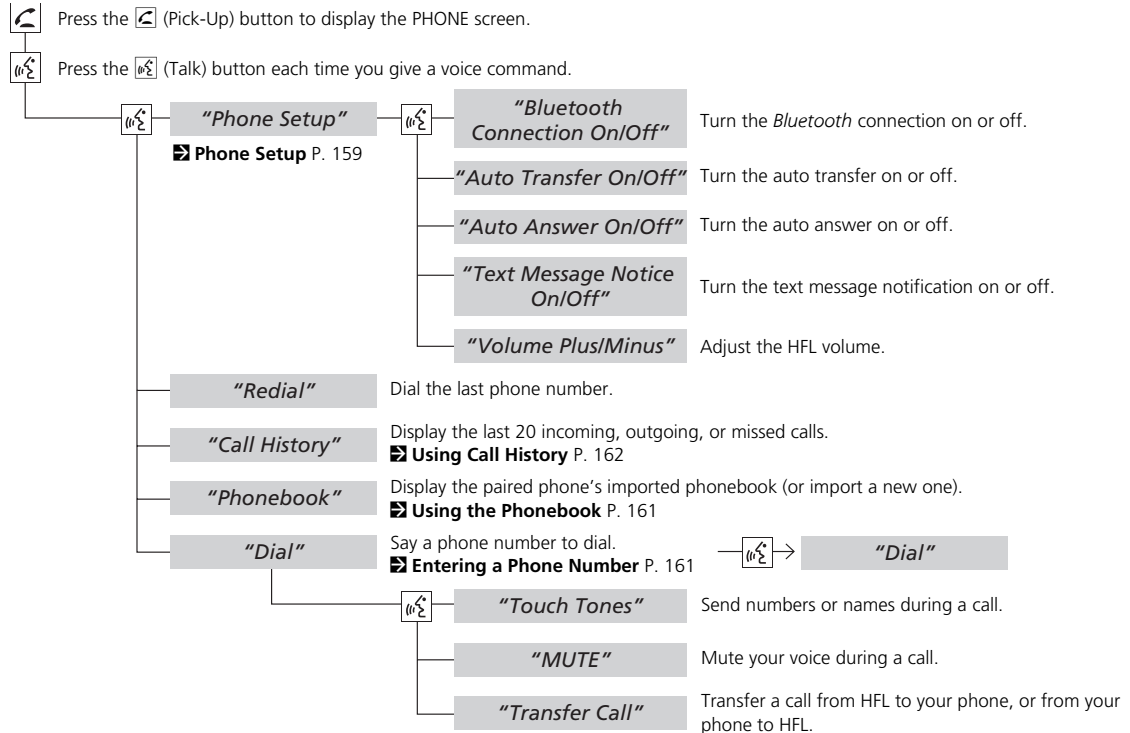 Press the (Pick-Up) button to display the PHONE screen.
Press the (Talk) button each time you give a voice command.
"Phone Setup"
Phone Setup P. 159
"Bluetooth
Connection On/Off"
Turn the Bluetooth connection on or off.
"Auto Transfer On/Off"
Turn the auto transfer on or off.
"Auto Answer On/Off"
Turn the auto answer on or off.
"Text Message Notice
On/Off"
Turn the text message notification on or off.
"Volume Plus/Minus"
Adjust the HFL volume.
"Redial"
Dial the last phone number.
"Call History"
Display the last 20 incoming, outgoing, or missed calls.
Using Call History P. 162
"Phonebook"
Display the paired phone's imported phonebook (or import a new one).
Using the Phonebook P. 161
"Dial"
Say a phone number to dial.
Entering a Phone Number P. 161
"Dial"
"Touch Tones"
Send numbers or names during a call.
"MUTE"
Mute your voice during a call.
"Transfer Call"
Transfer a call from HFL to your phone, or from your
phone to HFL.